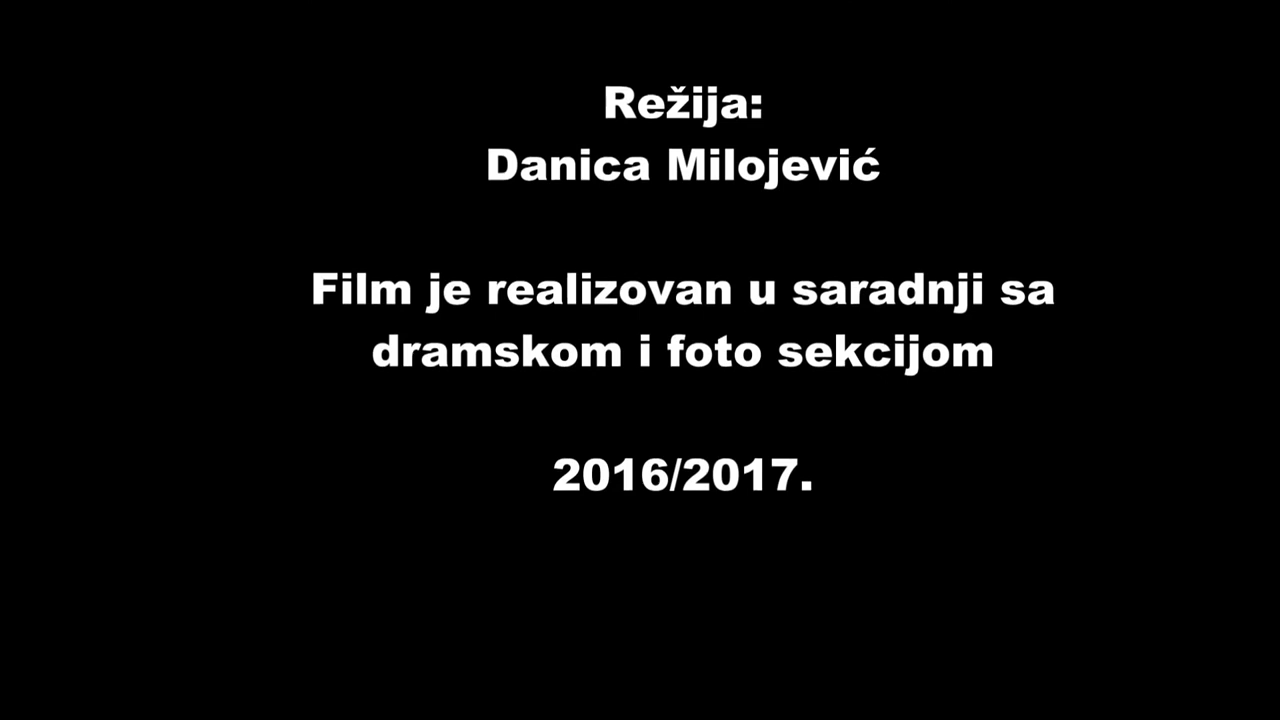 Režija:
Danica Milojević
Film je realizovan u saradnji sa
dramskom i foto sekcijom
2016/2017.